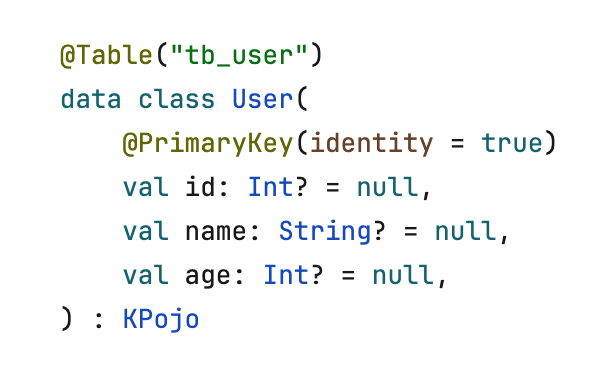 @Table("tb_user")
data class User(
    @PrimaryKey(identity = true)
    val id: Int? = null,
    val name: String? = null,
    val age: Int? = null,
) : KPojo